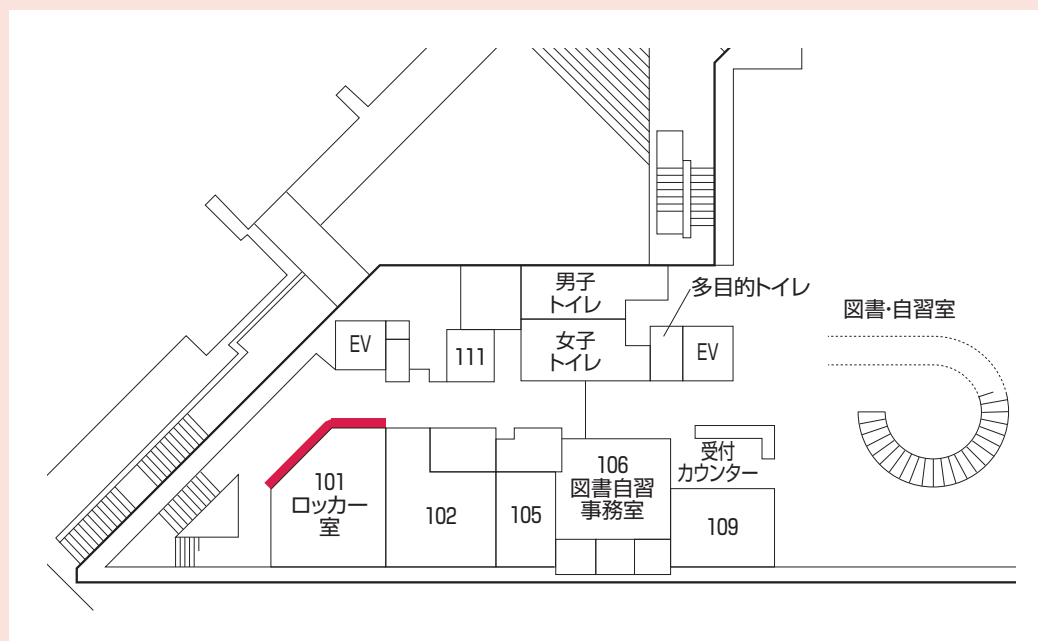 男子
トイレ
多目的トイレ
図書・自習室
EV
111
女子
トイレ
EV
受付
カウンター
101
ロッカー
室
102
105
106
図書自習
事務室
109